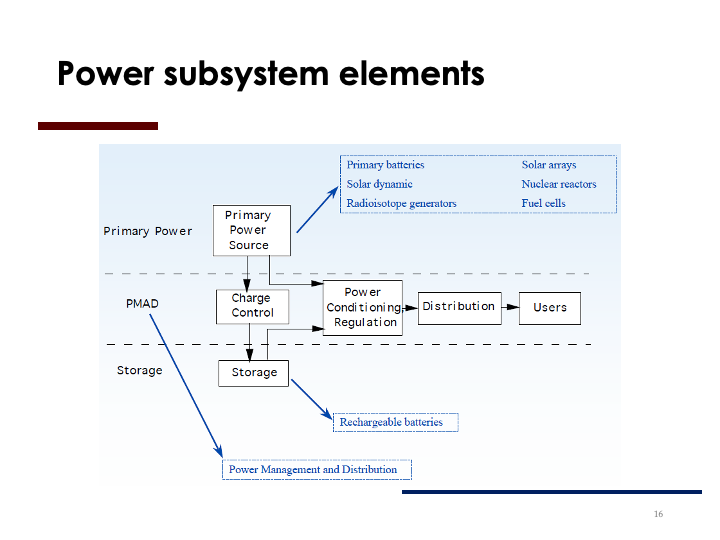 Power subsystem elements
Primary batteries
Solar arrays
Solar dynamic
Nuclear reactors
Radioisotope generators
Fuel cells
Primary Power
Primary
Power
Source
PMAD
Charge
Control
Power
Conditioning,
Regulation
Distribution
Users
Storage
Storage
Rechargeable batteries
Power Management and Distribution
16